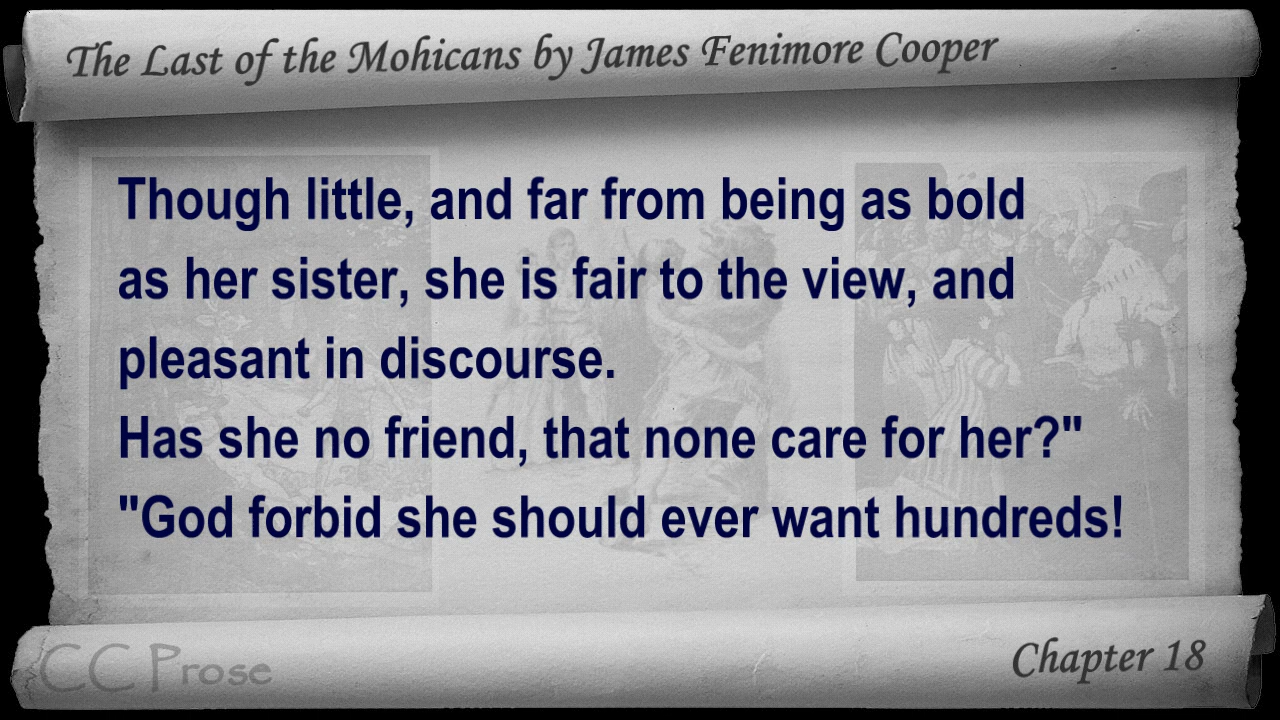 The Last of the Mohicans by James Fenimore Cooper
Though little, and far from being as bold
as her sister, she is fair to the view, and
pleasant in discourse.
Has she no friend, that none care for her?"
"God forbid she should ever want hundreds!
CC Prose
Chapter 18